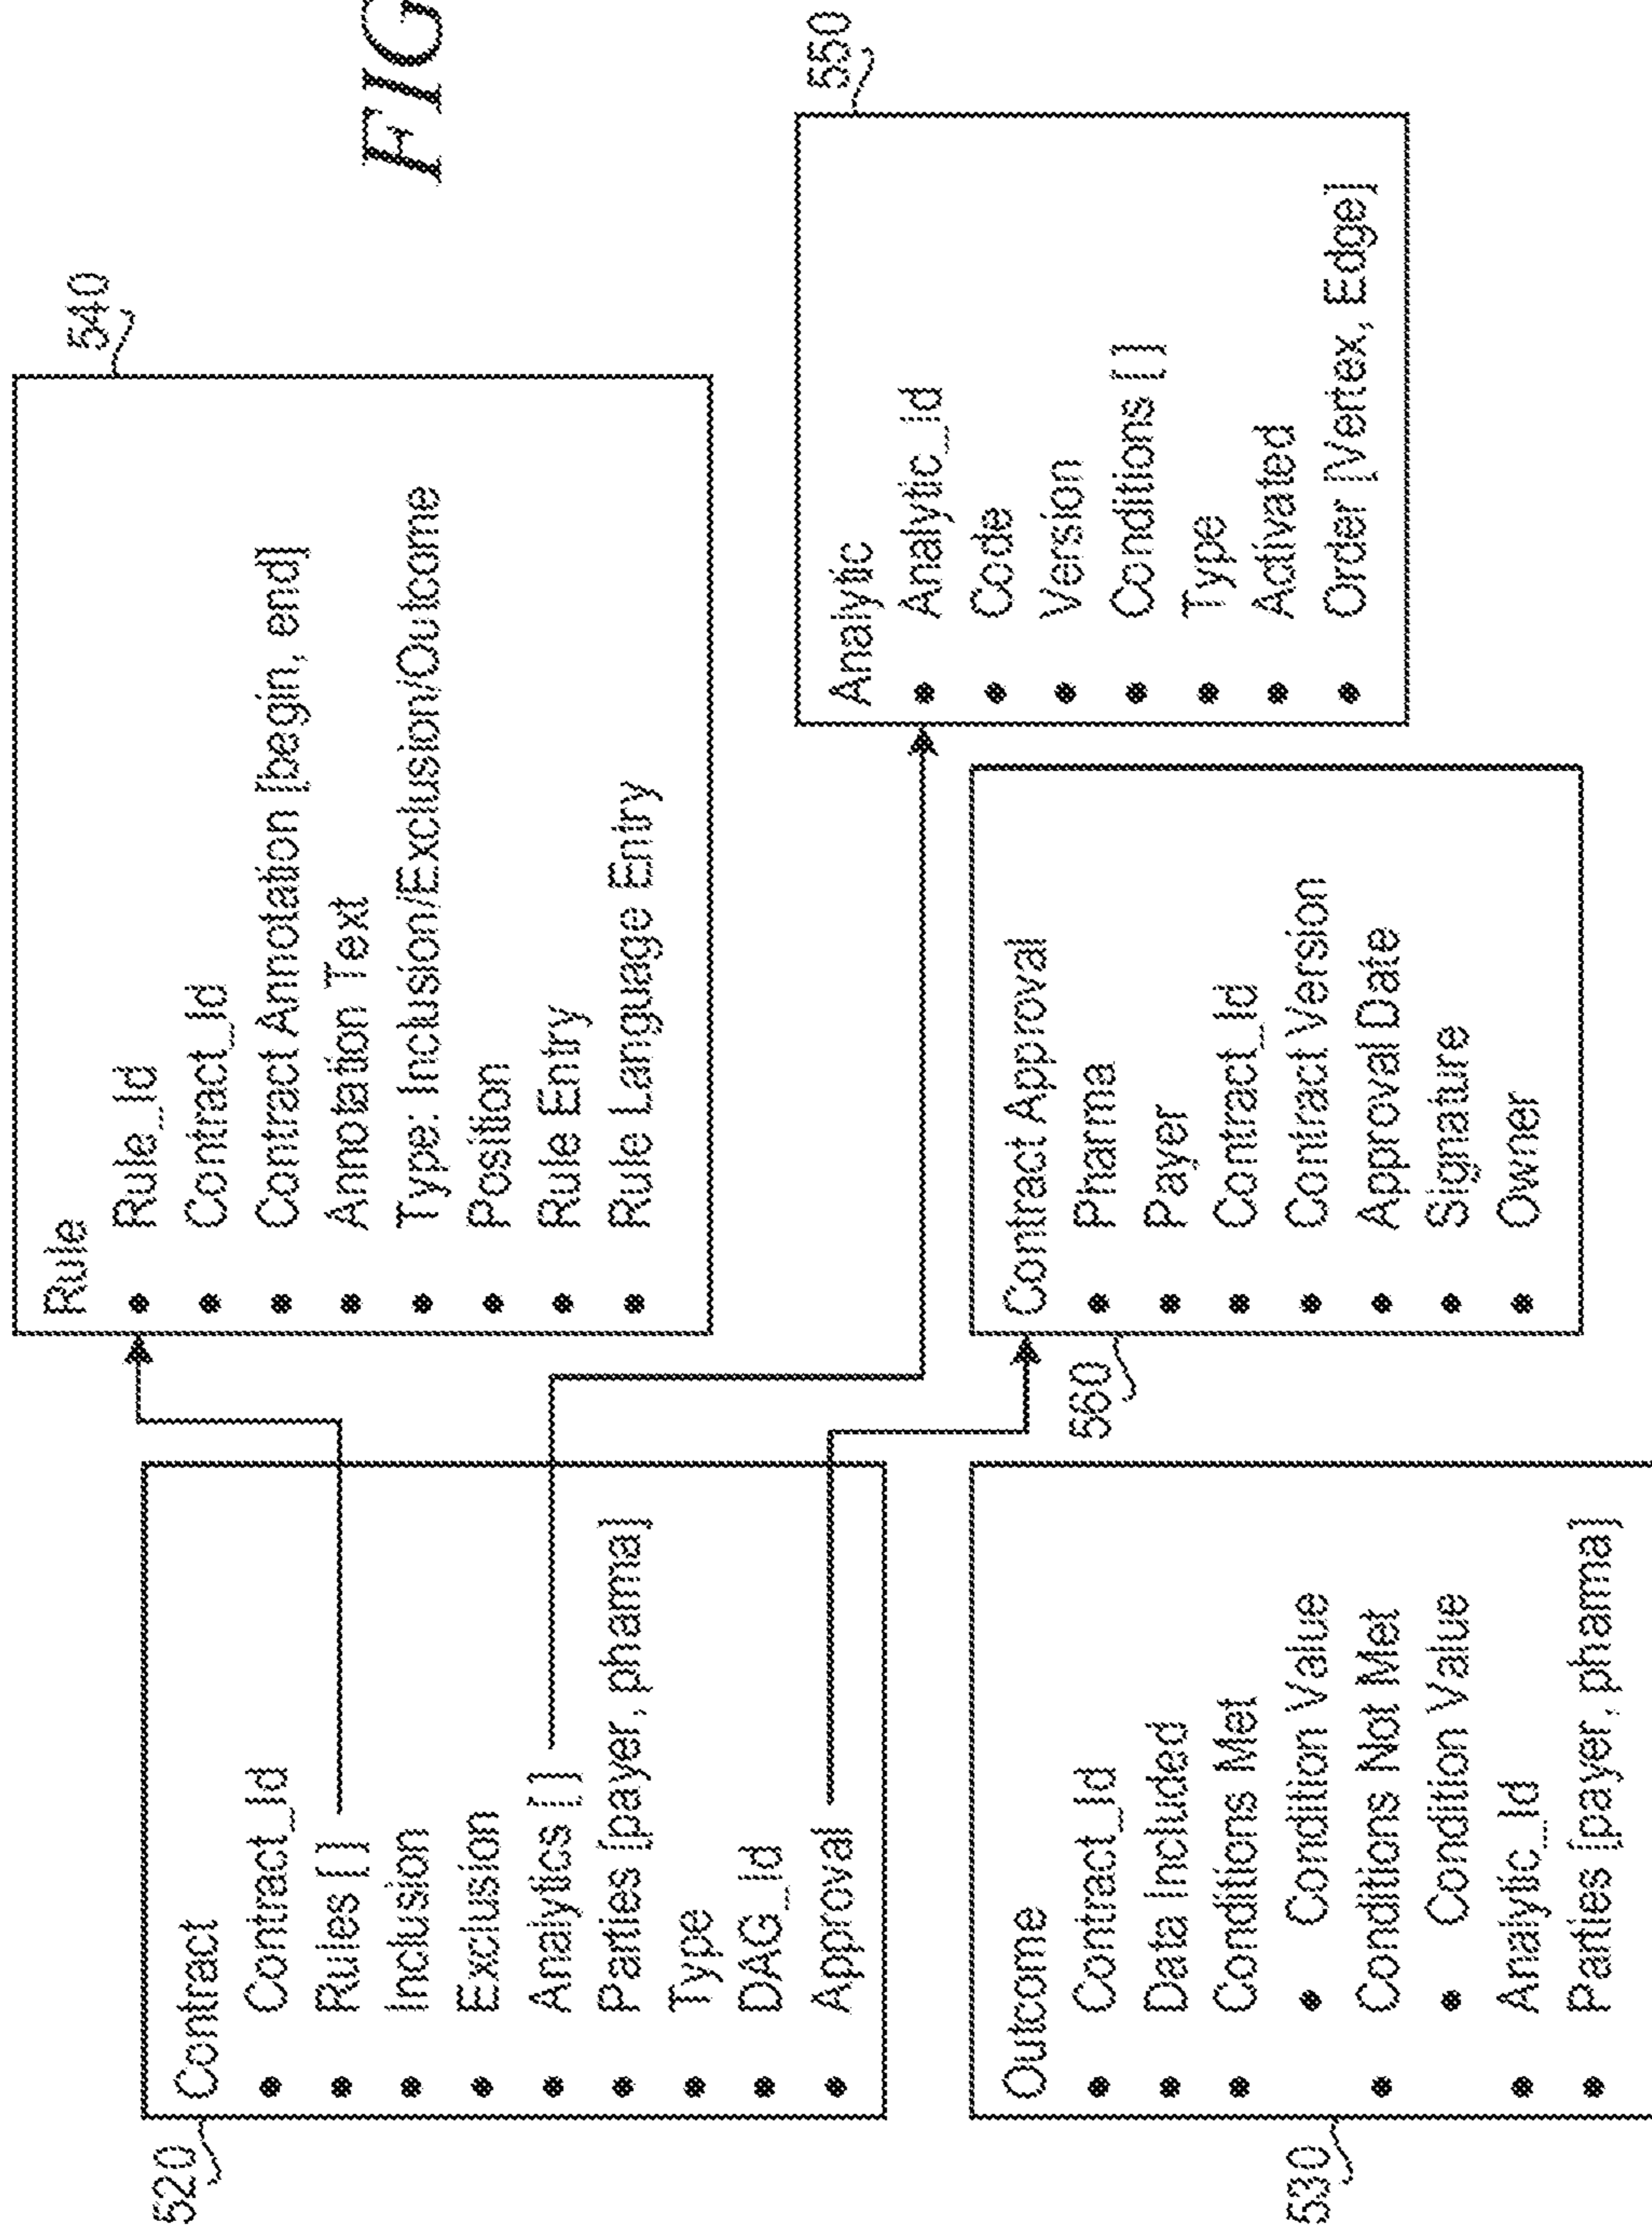 520
Contract
• Contract_Id
• Rules [ ]
• Inclusion
• Exclusion
• Analytics [ ]
• Parties [payer, pharma]
• Type
• DAG_Id
• Approval
530
Outcome
• Contract_Id
• Data Included
• Conditions Met
• Condition Value
• Conditions Not Met
• Condition Value
• Analytic_Id
• Parties [payer, pharma]
540
Rule
• Rule_Id
• Contract_Id
• Contract Annotation [begin, end]
• Annotation Text
• Type: Inclusion/Exclusion/Outcome
• Position
• Rule Entry
• Rule Language Entry
560
Contract Approval
• Pharma
• Payer
• Contract_Id
• Contract Version
• Approval Date
• Signature
• Owner
550
Analytic
• Analytic_Id
• Code
• Version
• Conditions [ ]
• Type
• Activated
• Order [Vertex, Edge]
FIG